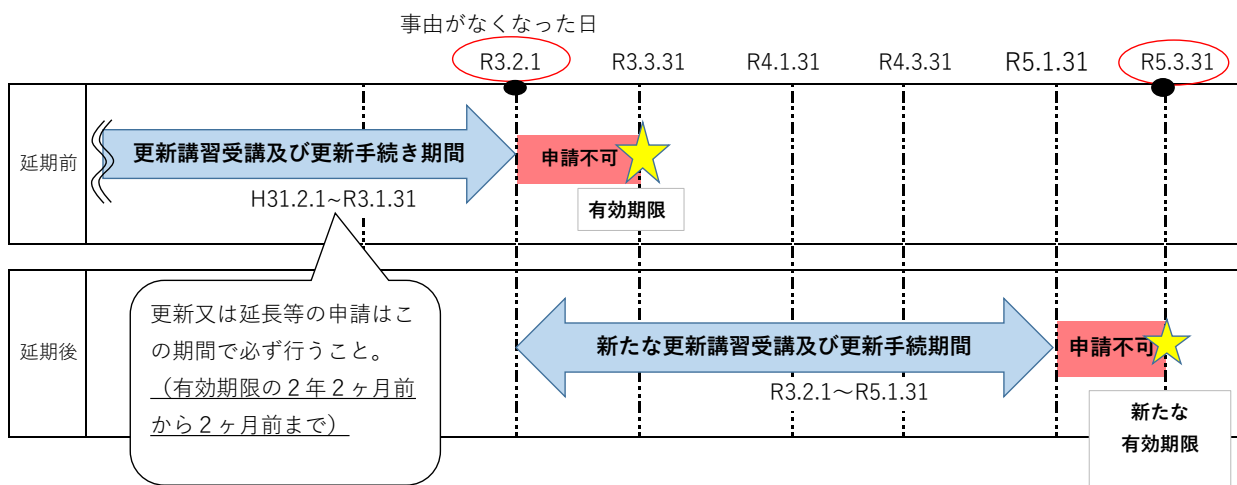 事由がなくなった日
R3.2.1
R3.3.31
R4.1.31
R4.3.31
R5.1.31
R5.3.31
延期前
更新講習受講及び更新手続き期間
申請不可
H31.2.1~R3.1.31
有効期限
更新又は延長等の申請はこ
の期間で必ず行うこと。
（有効期限の２年２ヶ月前
から２ヶ月前まで）
延期後
新たな更新講習受講及び更新手続期間
申請不可
R3.2.1～R5.1.31
新たな
有効期限